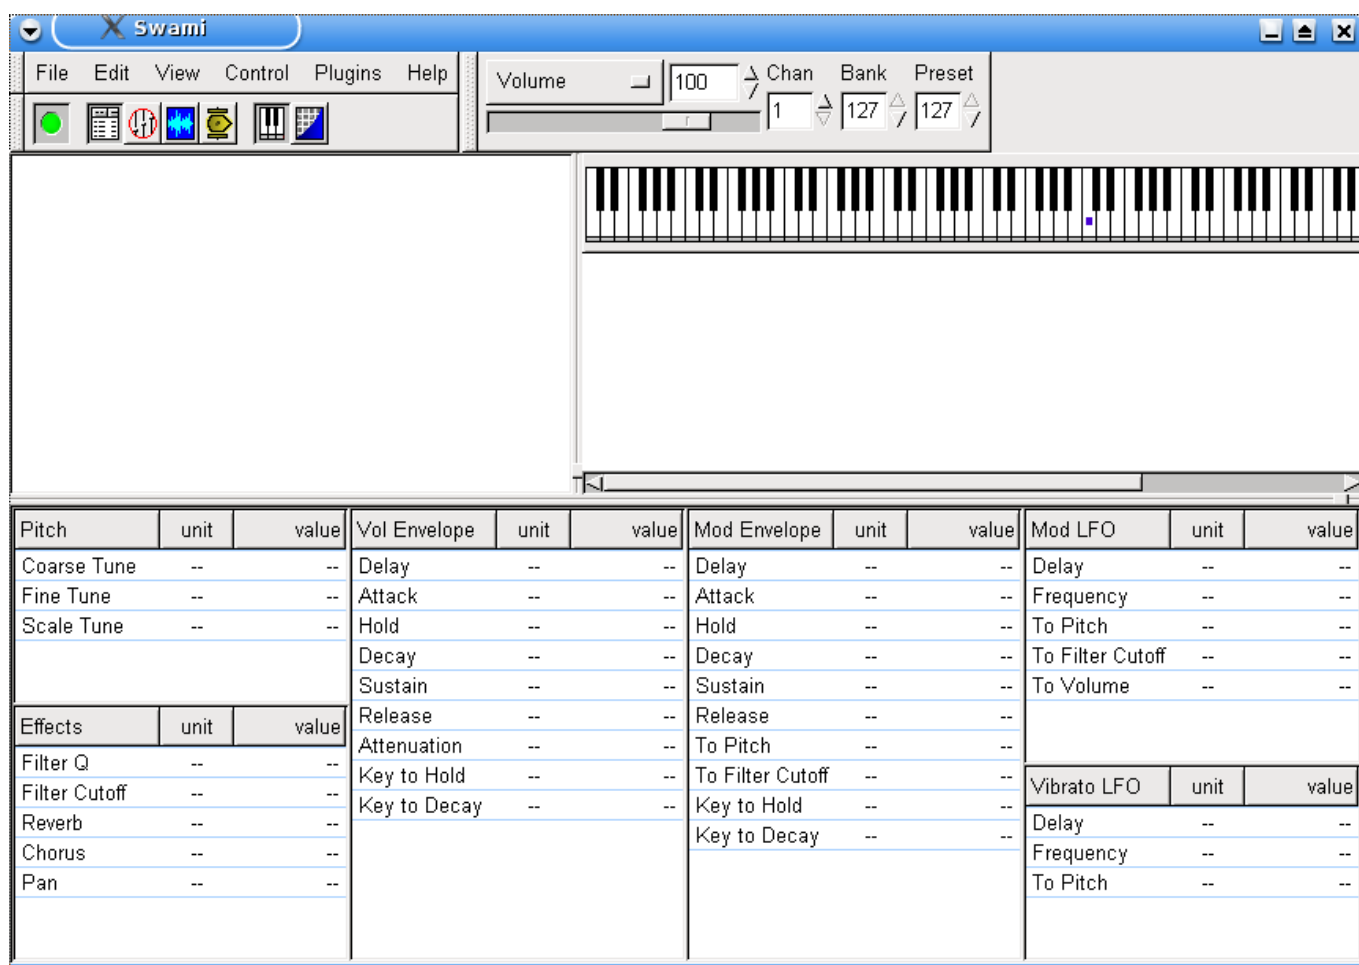 Swami
File Edit View Control Plugins Help
Volume 100 Chan Bank Preset
1 127 127
Pitch unit value
Coarse Tune -- --
Fine Tune -- --
Scale Tune -- --
Effects unit value
Filter Q -- --
Filter Cutoff -- --
Reverb -- --
Chorus -- --
Pan -- --
Vol Envelope unit value
Delay -- --
Attack -- --
Hold -- --
Decay -- --
Sustain -- --
Release -- --
Attenuation -- --
Key to Hold -- --
Key to Decay -- --
Mod Envelope unit value
Delay -- --
Attack -- --
Hold -- --
Decay -- --
Sustain -- --
Release -- --
To Pitch -- --
To Filter Cutoff -- --
Key to Hold -- --
Key to Decay -- --
Mod LFO unit value
Delay -- --
Frequency -- --
To Pitch -- --
To Filter Cutoff -- --
To Volume -- --
Vibrato LFO unit value
Delay -- --
Frequency -- --
To Pitch -- --